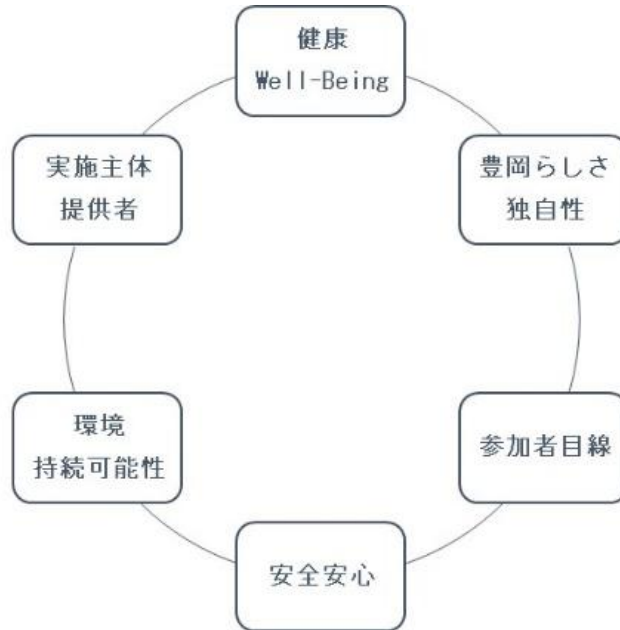 健康
Well-Being
実施主体
提供者
豊岡らしさ
独自性
環境
持続可能性
参加者目線
安全安心